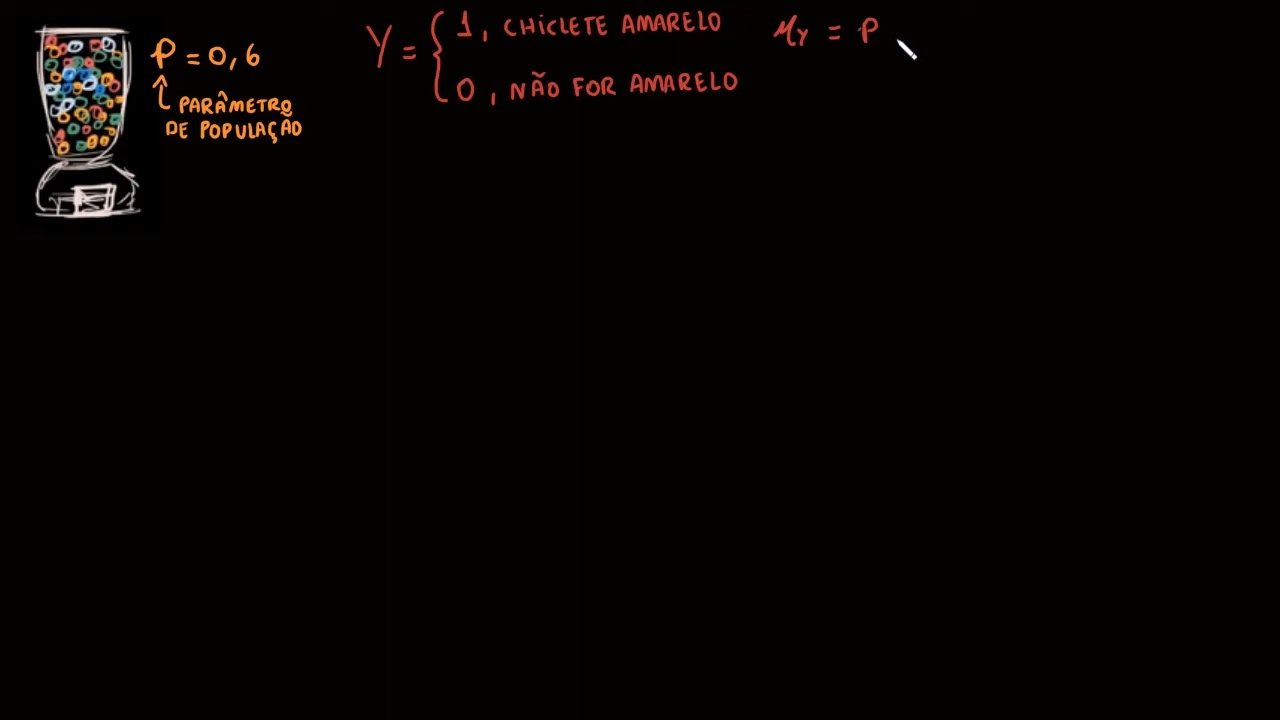 P = 0,6
PARÂMETRO
DE POPULAÇÃO
Y = { 1, CHICLETE AMARELO
0, NÃO FOR AMARELO
μY = P